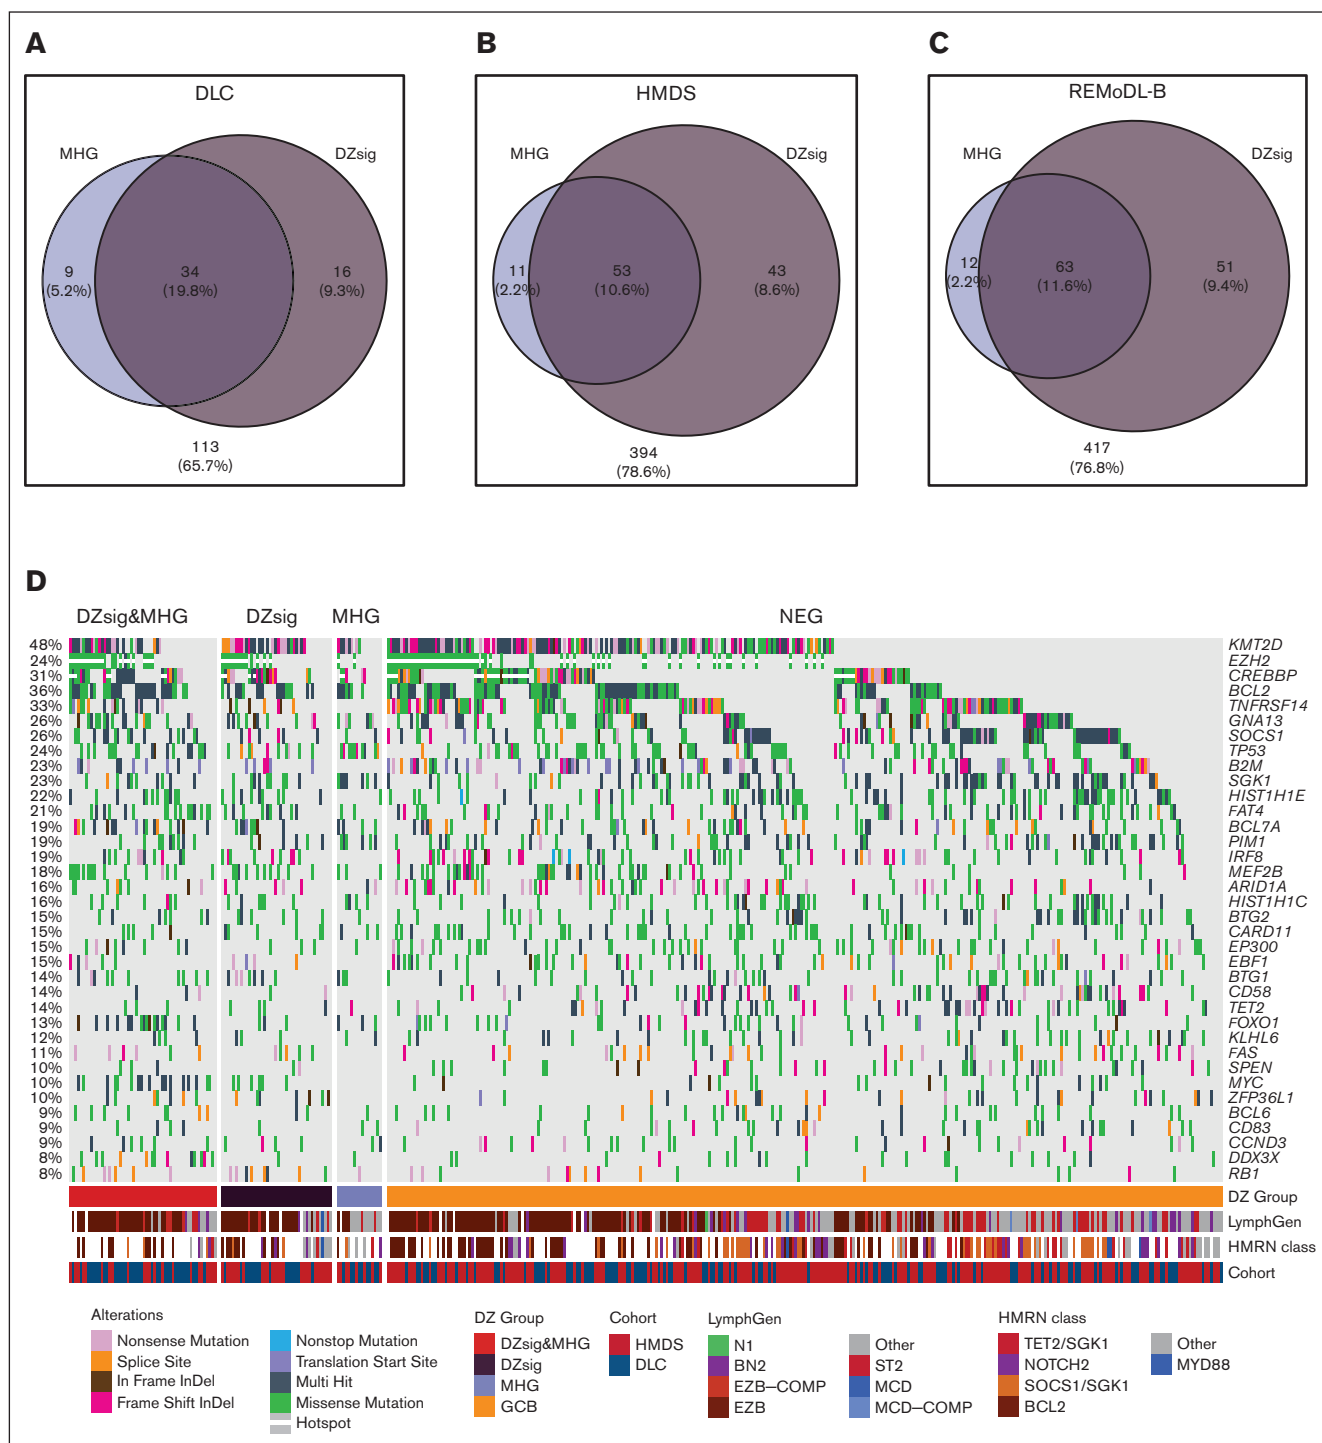 A
B
C
DLC
MHG
DZsig
9
(5.2%)
34
(19.8%)
16
(9.3%)
113
(65.7%)
HMDS
MHG
DZsig
11
(2.2%)
53
(10.6%)
43
(8.6%)
394
(78.6%)
REMoDL-B
MHG
DZsig
12
(2.2%)
63
(11.6%)
51
(9.4%)
417
(76.8%)
D
DZsig&MHG DZsig MHG NEG
48% KMT2D
24% EZH2
31% CREBBP
36% BCL2
33% TNFRSF14
26% GNA13
26% SOCS1
24% TP53
23% B2M
23% SGK1
22% HIST1H1E
21% FAT4
19% BCL7A
19% PIM1
19% IRF8
18% MEF2B
16% ARID1A
16% HIST1H1C
15% BTG2
15% CARD11
15% EP300
15% EBF1
14% BTG1
14% CD58
14% TET2
13% FOXO1
12% KLHL6
11% FAS
10% SPEN
10% MYC
10% ZFP36L1
9% BCL6
9% CD83
9% CCND3
8% DDX3X
8% RB1
DZ Group
LymphGen
HMRN class
Cohort
Alterations
Nonsense Mutation
Splice Site
In Frame InDel
Frame Shift InDel
Nonstop Mutation
Translation Start Site
Multi Hit
Missense Mutation
Hotspot
DZ Group
DZsig&MHG
DZsig
MHG
GCB
Cohort
HMDS
DLC
LymphGen
N1
BN2
EZB–COMP
EZB
Other
ST2
MCD
MCD–COMP
HMRN class
TET2/SGK1
NOTCH2
SOCS1/SGK1
BCL2
Other
MYD88